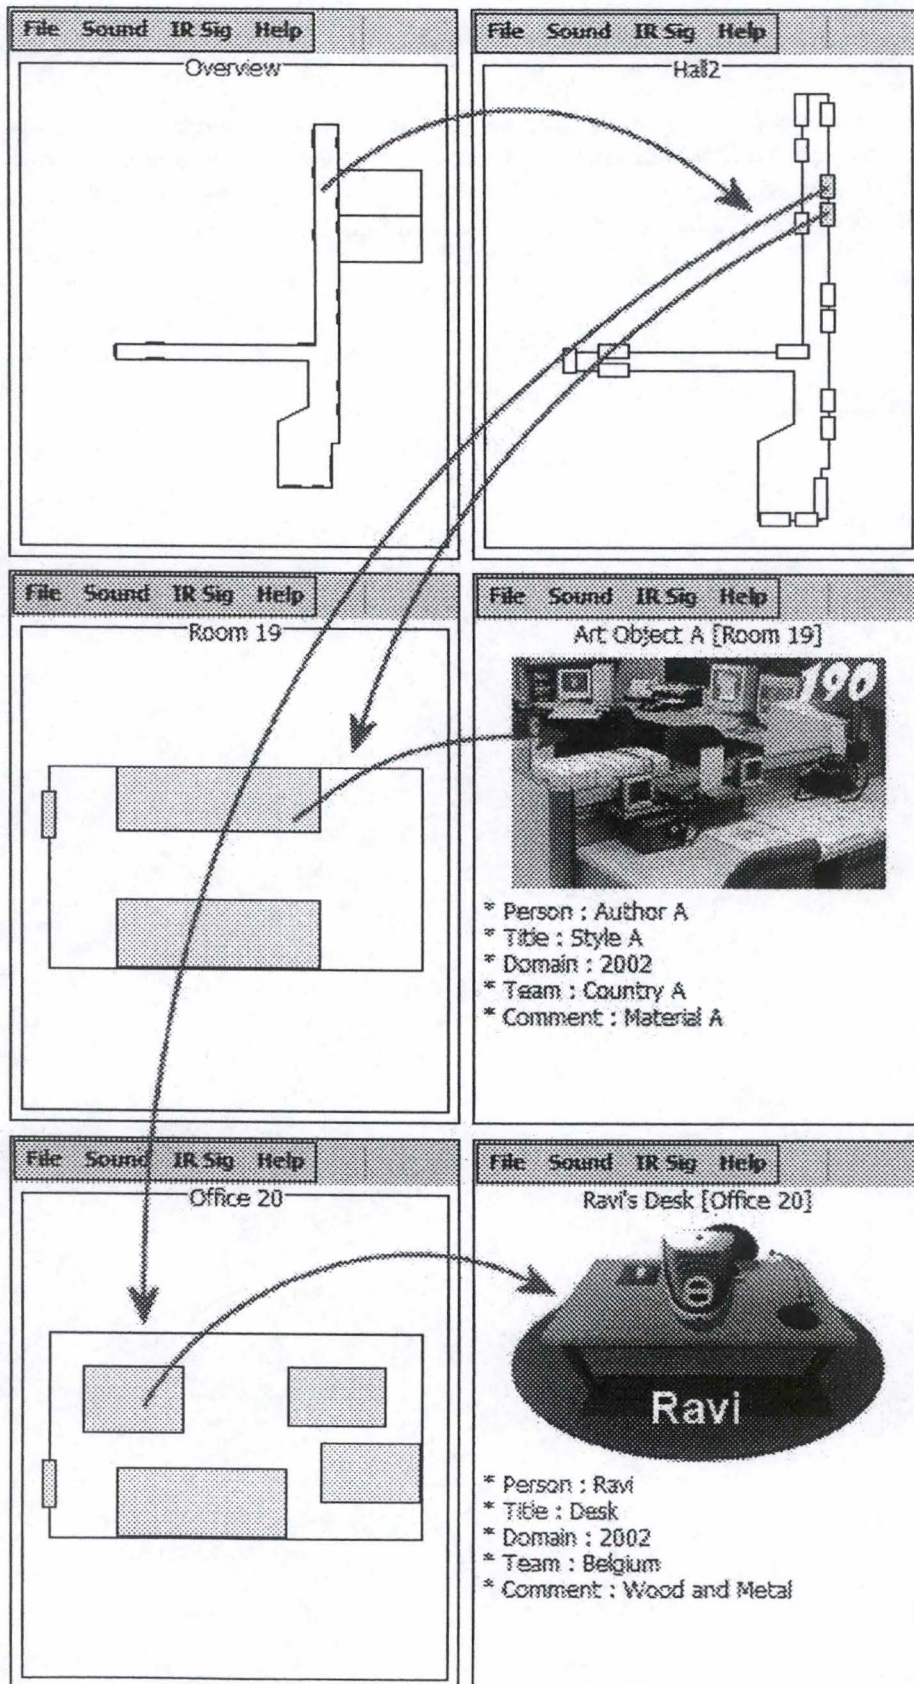 File Sound IR Sig Help
Overview
File Sound IR Sig Help
Hall2
File Sound IR Sig Help
Room 19
File Sound IR Sig Help
Art Object A [Room 19]
190
* Person : Author A
* Title : Style A
* Domain : 2002
* Team : Country A
* Comment : Material A
File Sound IR Sig Help
Office 20
File Sound IR Sig Help
Ravi's Desk [Office 20]
Ravi
* Person : Ravi
* Title : Desk
* Domain : 2002
* Team : Belgium
* Comment : Wood and Metal